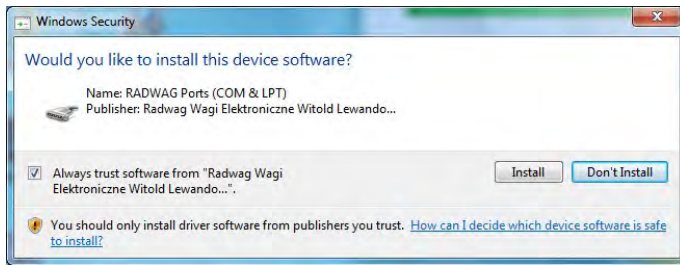 Windows Security
Would you like to install this device software?
Name: RADWAG Ports (COM & LPT)
Publisher: Radwag Wagi Elektroniczne Witold Lewando...
Always trust software from "Radwag Wagi
Elektroniczne Witold Lewando...".
Install
Don't Install
You should only install driver software from publishers you trust. How can I decide which device software is safe
to install?